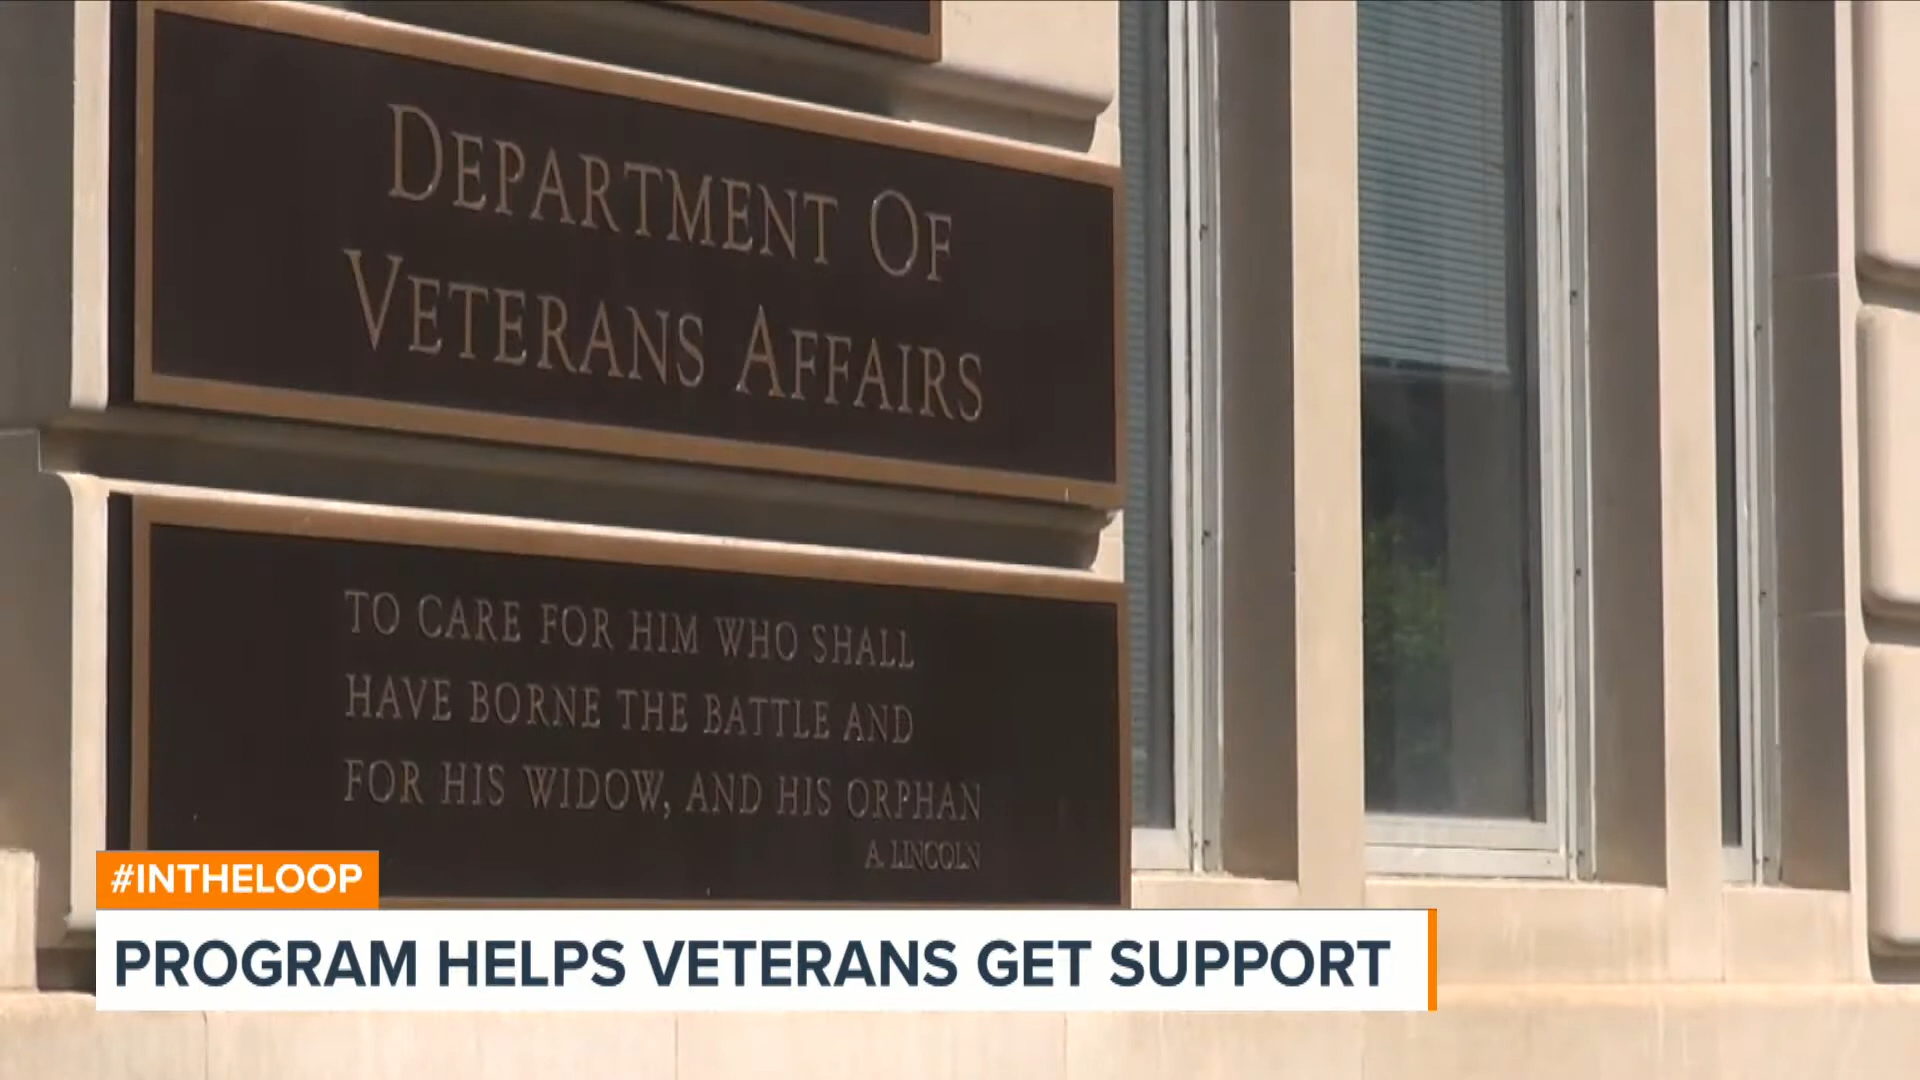 DEPARTMENT OF
VETERANS AFFAIRS
TO CARE FOR HIM WHO SHALL
HAVE BORNE THE BATTLE AND
FOR HIS WIDOW, AND HIS ORPHAN
A. LINCOLN
#INTHELOOP
PROGRAM HELPS VETERANS GET SUPPORT